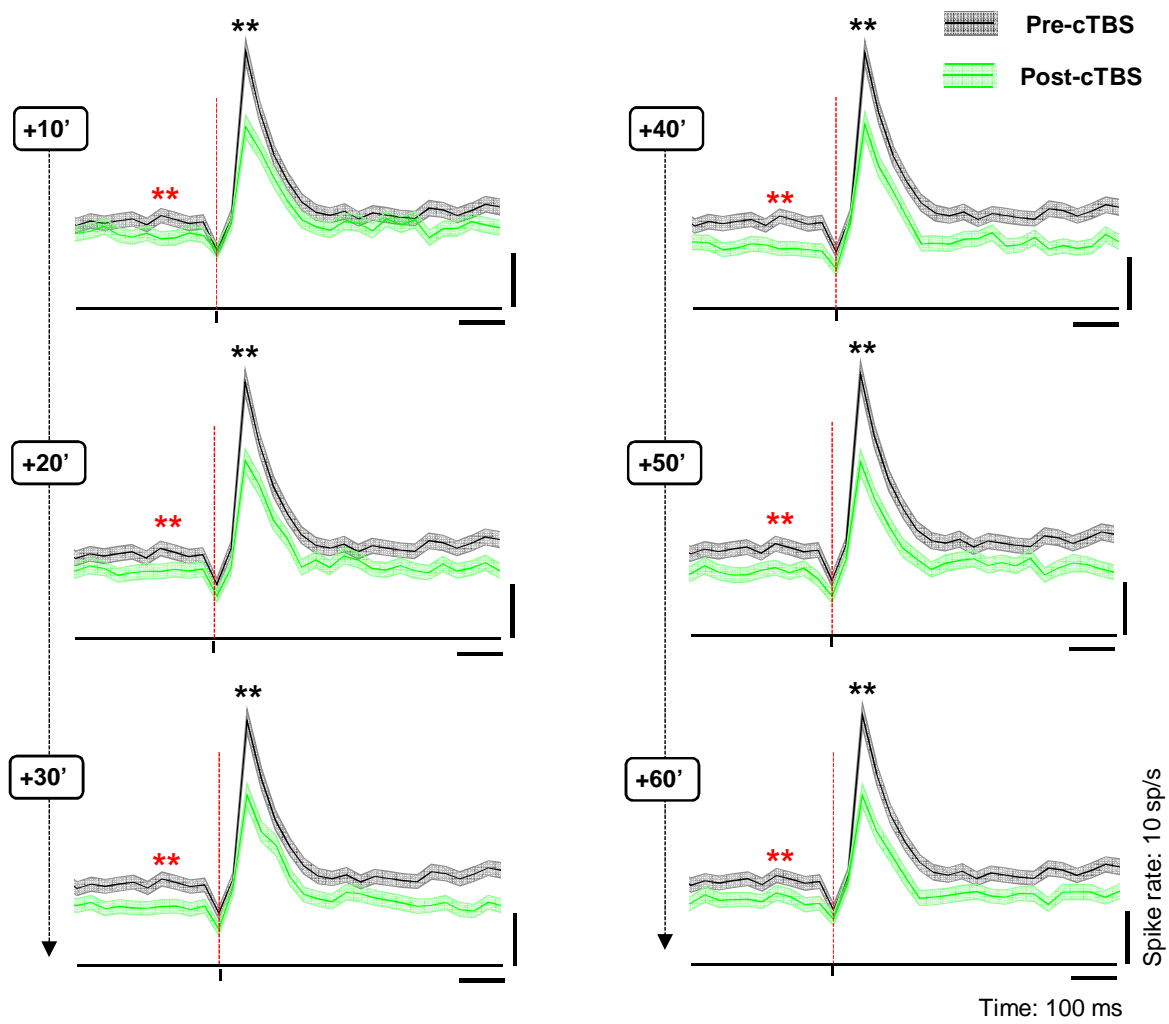 ** ** Pre-cTBS
Post-cTBS
+10’ +40’
** **
** **
+20’ +50’
** **
** **
+30’ +60’
** **
Spike rate: 10 sp/s
Time: 100 ms